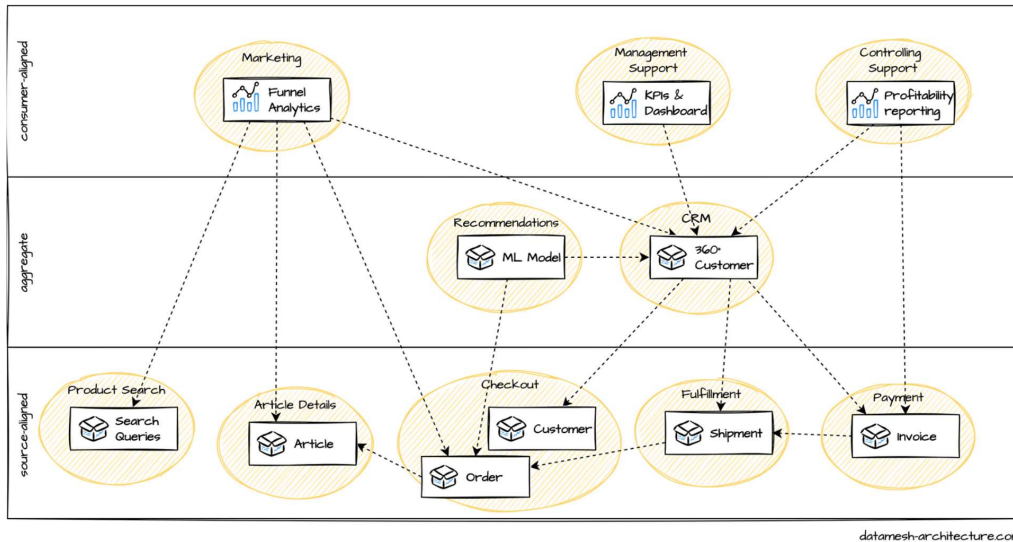 consumer-aligned
Marketing
Funnel
Analytics
Management
Support
KPIs &
Dashboard
Controlling
Support
Profitability
reporting
aggregate
Recommendations
ML Model
CRM
360°
Customer
source-aligned
Product Search
Search
Queries
Article Details
Article
Checkout
Customer
Order
Fulfillment
Shipment
Payment
Invoice
datamesh-architecture.com